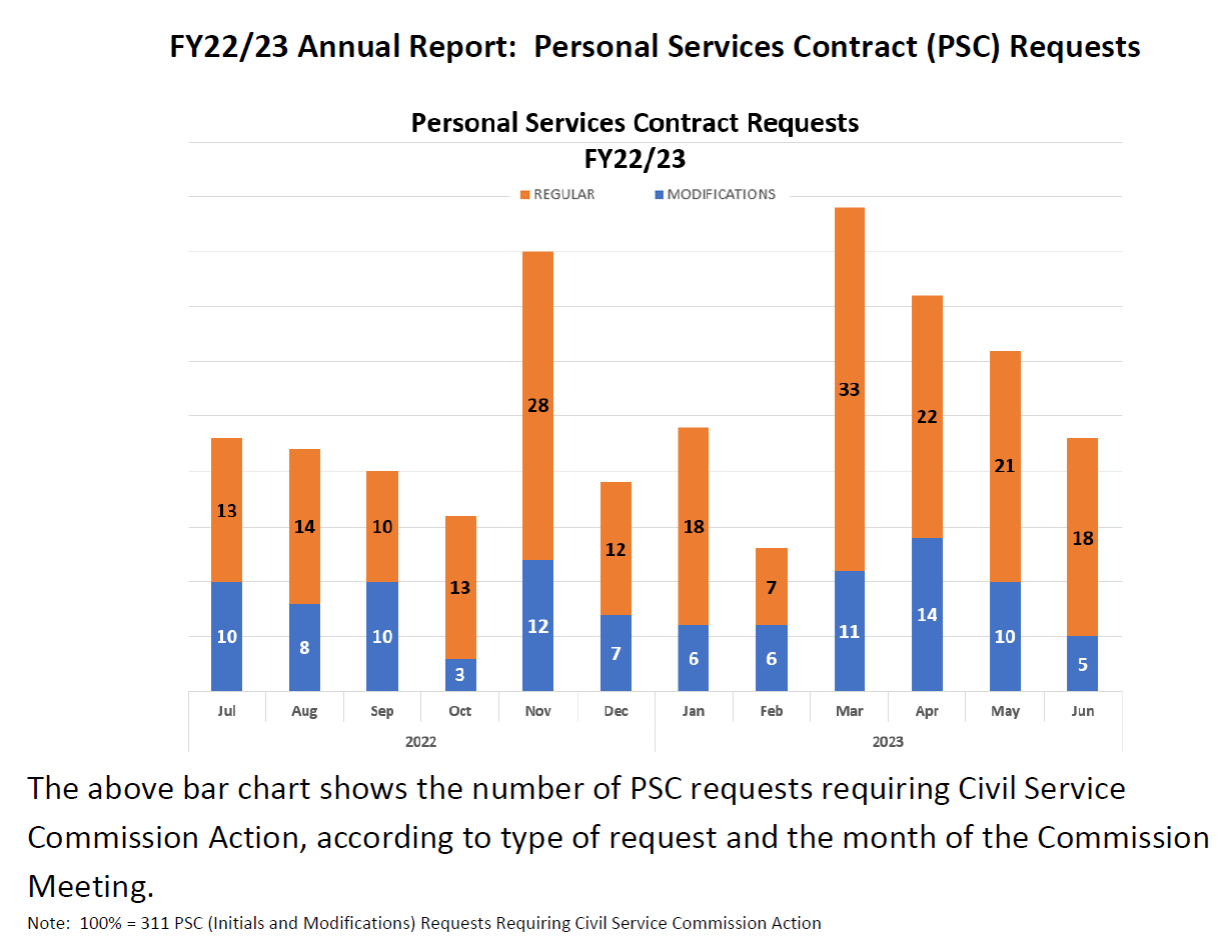 FY22/23 Annual Report: Personal Services Contract (PSC) Requests
Personal Services Contract Requests
FY22/23
REGULAR MODIFICATIONS
28
33
22
13
14
10
13
12
18
7
21
18
10
8
10
3
12
7
6
6
11
14
10
5
Jul Aug Sep Oct Nov Dec Jan Feb Mar Apr May Jun
2022 2023
The above bar chart shows the number of PSC requests requiring Civil Service
Commission Action, according to type of request and the month of the Commission
Meeting.
Note: 100% = 311 PSC (Initials and Modifications) Requests Requiring Civil Service Commission Action